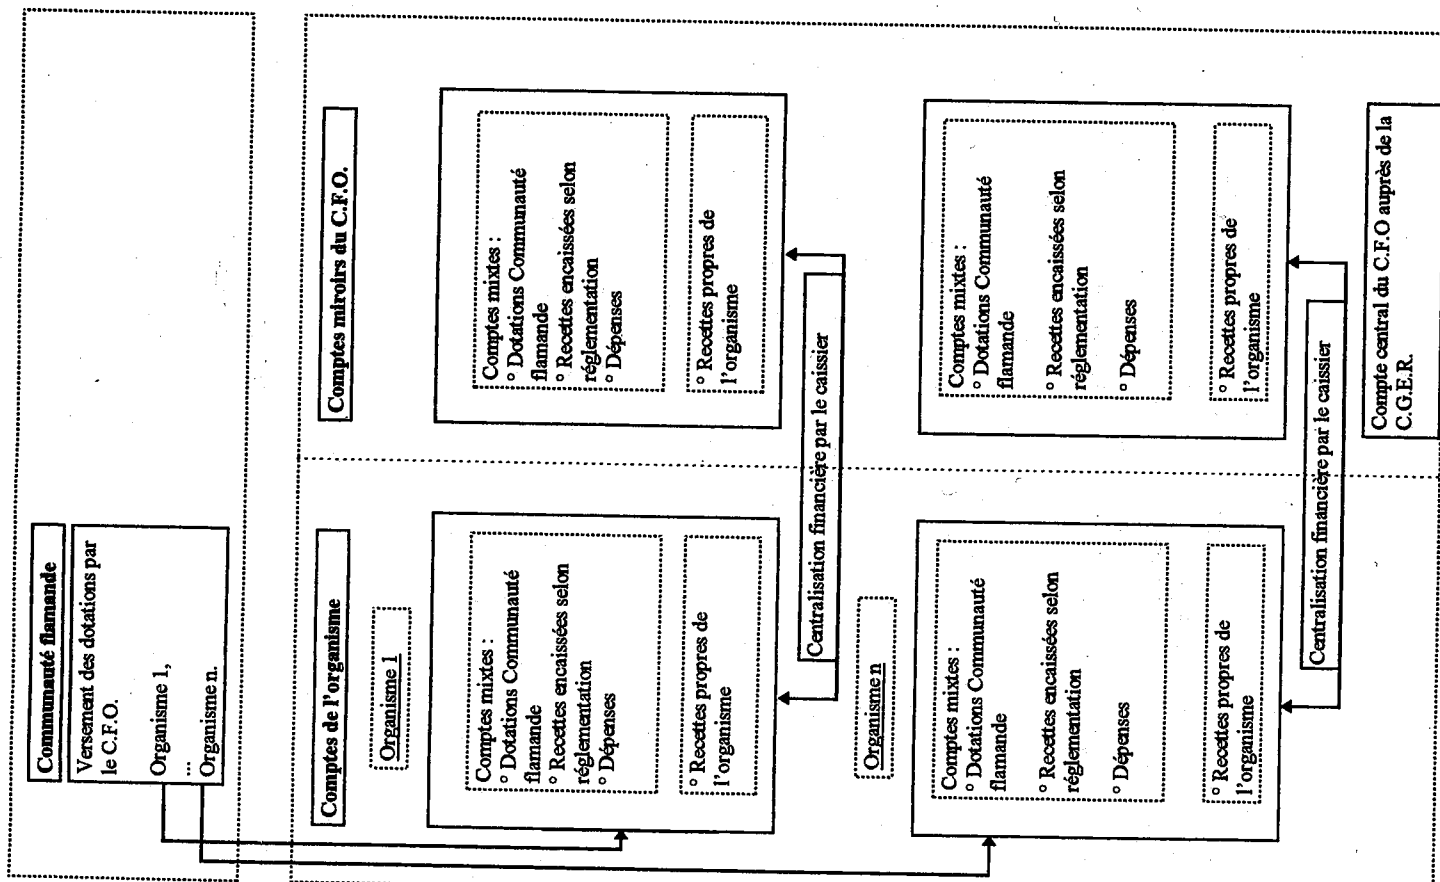 Communauté flamande
Versement des dotations par
le C.F.O.
Organisme 1,
...
Organisme n.
Comptes de l'organisme
Comptes miroirs du C.F.O.
Organisme 1
Comptes mixtes :
° Dotations Communauté
flamande
° Recettes encaissées selon
réglementation
° Dépenses
° Recettes propres de
l'organisme
Comptes mixtes :
° Dotations Communauté
flamande
° Recettes encaissées selon
réglementation
° Dépenses
° Recettes propres de
l'organisme
Centralisation financière par le caissier
Organisme n
Comptes mixtes :
° Dotations Communauté
flamande
° Recettes encaissées selon
réglementation
° Dépenses
° Recettes propres de
l'organisme
Comptes mixtes :
° Dotations Communauté
flamande
° Recettes encaissées selon
réglementation
° Dépenses
° Recettes propres de
l'organisme
Centralisation financière par le caissier
Compte central du C.F.O auprès de la
C.G.E.R.